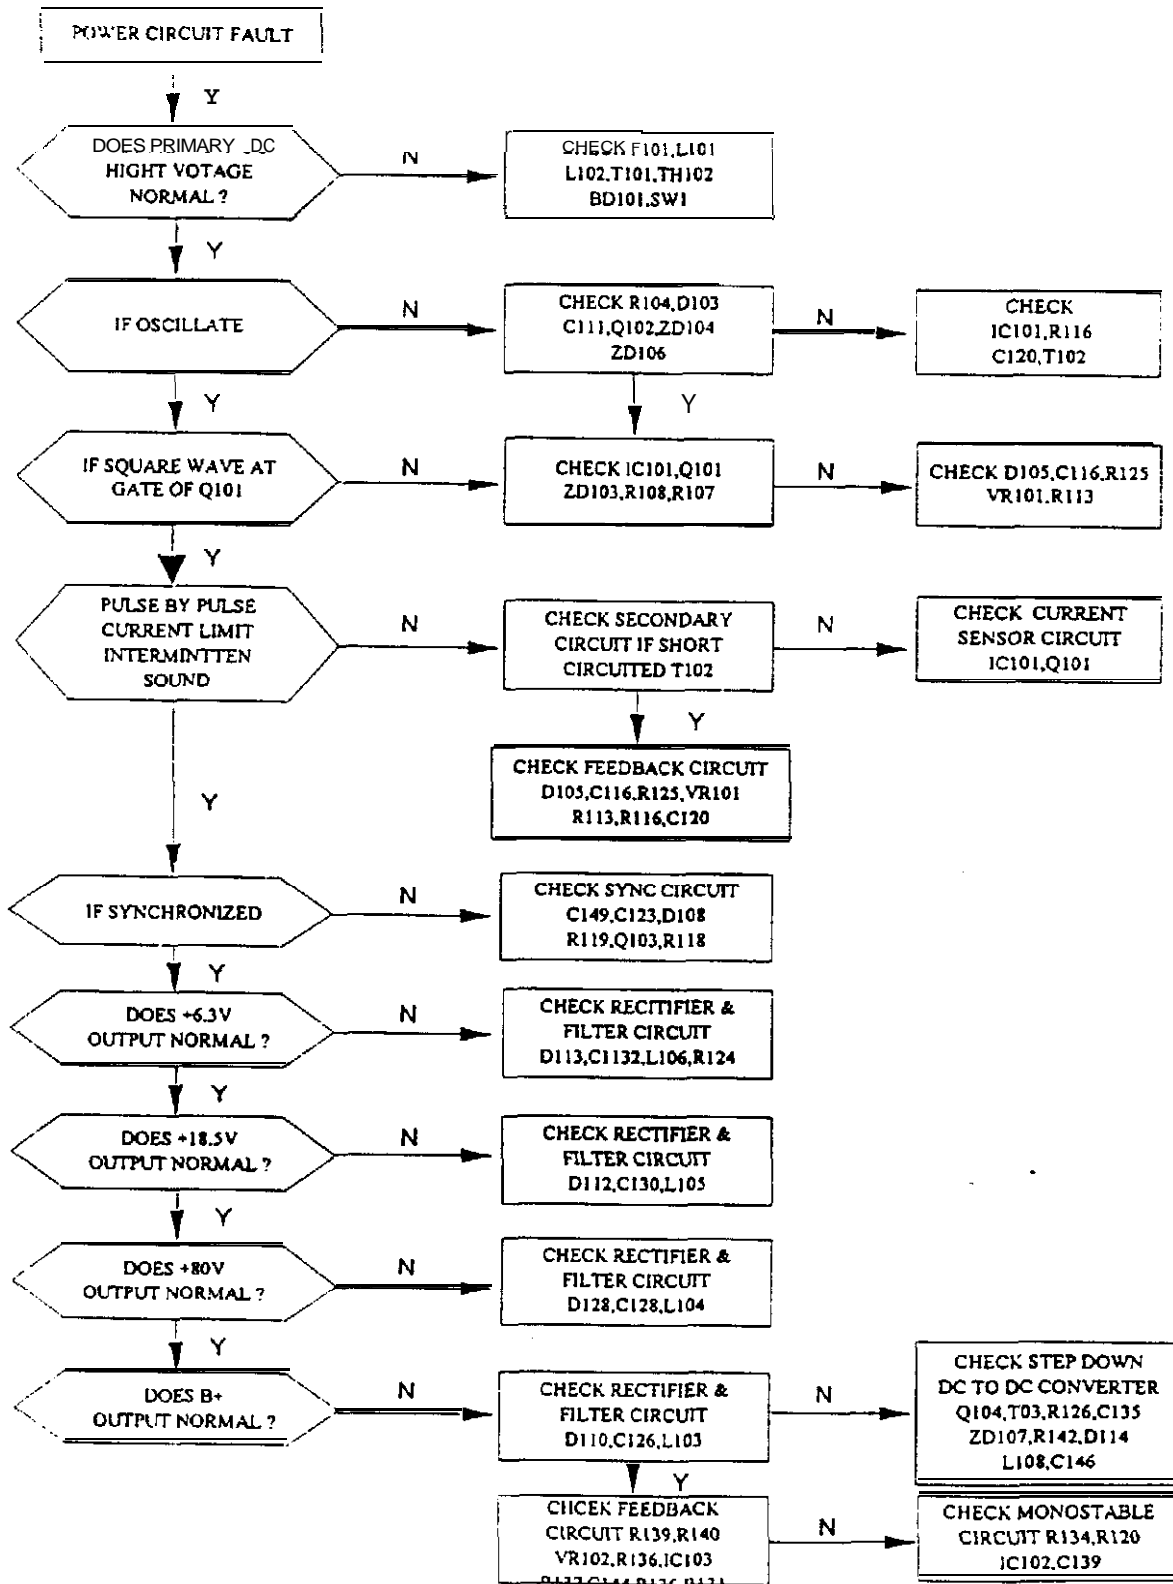 POWER CIRCUIT FAULT
Y
DOES PRIMARY DC
HIGHT VOTAGE
NORMAL ?
N
CHECK F101,L101
L102,T101,TH102
BD101,SW1
Y
IF OSCILLATE
N
CHECK R104,D103
C111,Q102,ZD104
ZD106
N
CHECK
IC101,R116
C120,T102
Y
Y
IF SQUARE WAVE AT
GATE OF Q101
N
CHECK IC101,Q101
ZD103,R108,R107
N
CHECK D105,C116,R125
VR101,R113
Y
PULSE BY PULSE
CURRENT LIMIT
INTERMINTTEN
SOUND
N
CHECK SECONDARY
CIRCUIT IF SHORT
CIRCUITTED T102
N
CHECK CURRENT
SENSOR CIRCUIT
IC101,Q101
Y
CHECK FEEDBACK CIRCUIT
D105,C116,R125,VR101
R113,R116,C120
Y
IF SYNCHRONIZED
N
CHECK SYNC CIRCUIT
C149,C123,D108
R119,Q103,R118
Y
DOES +6.3V
OUTPUT NORMAL ?
N
CHECK RECITIFIER &
FILTER CIRCUIT
D113,C1132,L106,R124
Y
DOES +18.5V
OUTPUT NORMAL ?
N
CHECK RECTIFIER &
FILTER CIRCUIT
D112,C130,L105
Y
DOES +80V
OUTPUT NORMAL ?
N
CHECK RECTIFIER &
FILTER CIRCUIT
D128,C128,L104
Y
DOES B+
OUTPUT NORMAL ?
N
CHECK RECTIFIER &
FILTER CIRCUIT
D110,C126,L103
N
CHECK STEP DOWN
DC TO DC CONVERTER
Q104,T03,R126,C135
ZD107,R142,D114
L108,C146
Y
CHCEK FEEDBACK
CIRCUIT R139,R140
VR102,R136,IC103
N
CHECK MONOSTABLE
CIRCUIT R134,R120
IC102,C139